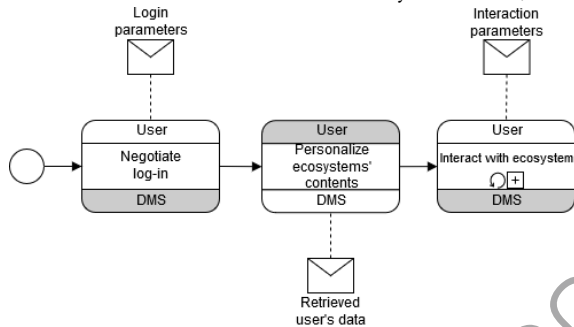 Login
parameters
Interaction
parameters
User
Negotiate
log-in
DMS
User
Personalize
ecosystems'
contents
DMS
User
Interact with ecosystem
DMS
Retrieved
user's data